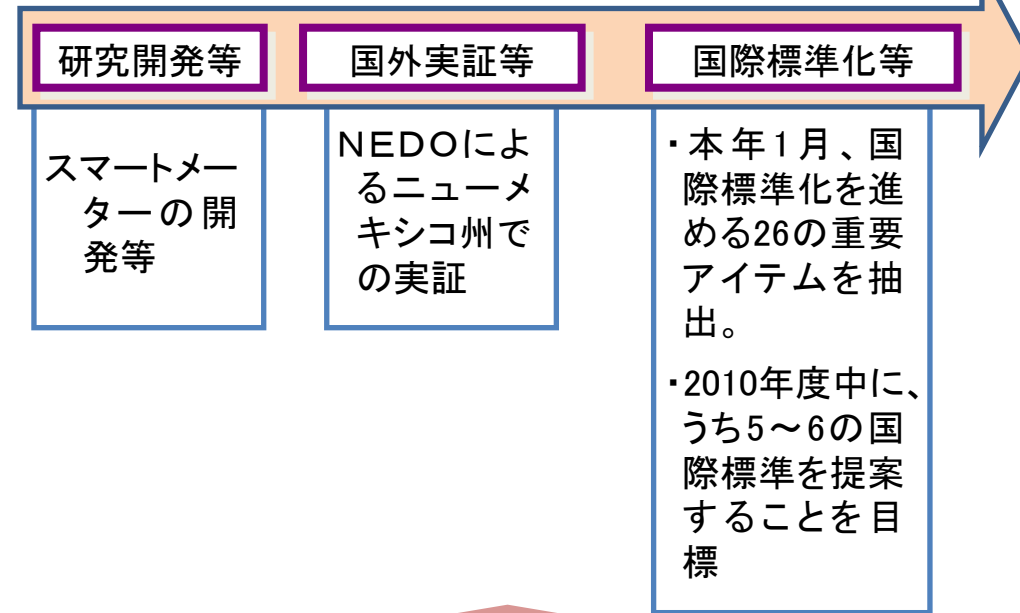 研究開発等
国外実証等
国際標準化等
スマートメー
ターの開
発等
NEDOによ
るニューメ
キシコ州で
の実証
・本年1月、国
際標準化を進
める26の重要
アイテムを抽
出。
・2010年度中に、
うち5～6の国
際標準を提案
することを目
標